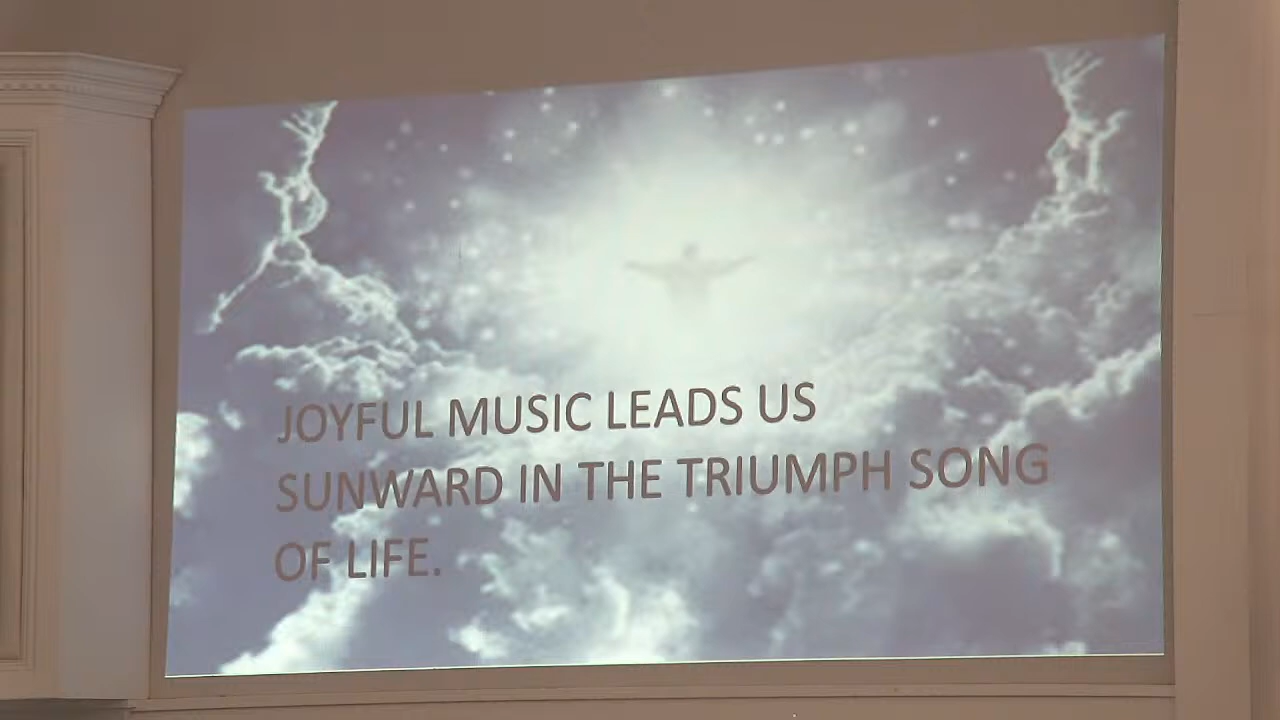 JOYFUL MUSIC LEADS US
SUNWARD IN THE TRIUMPH SONG
OF LIFE.